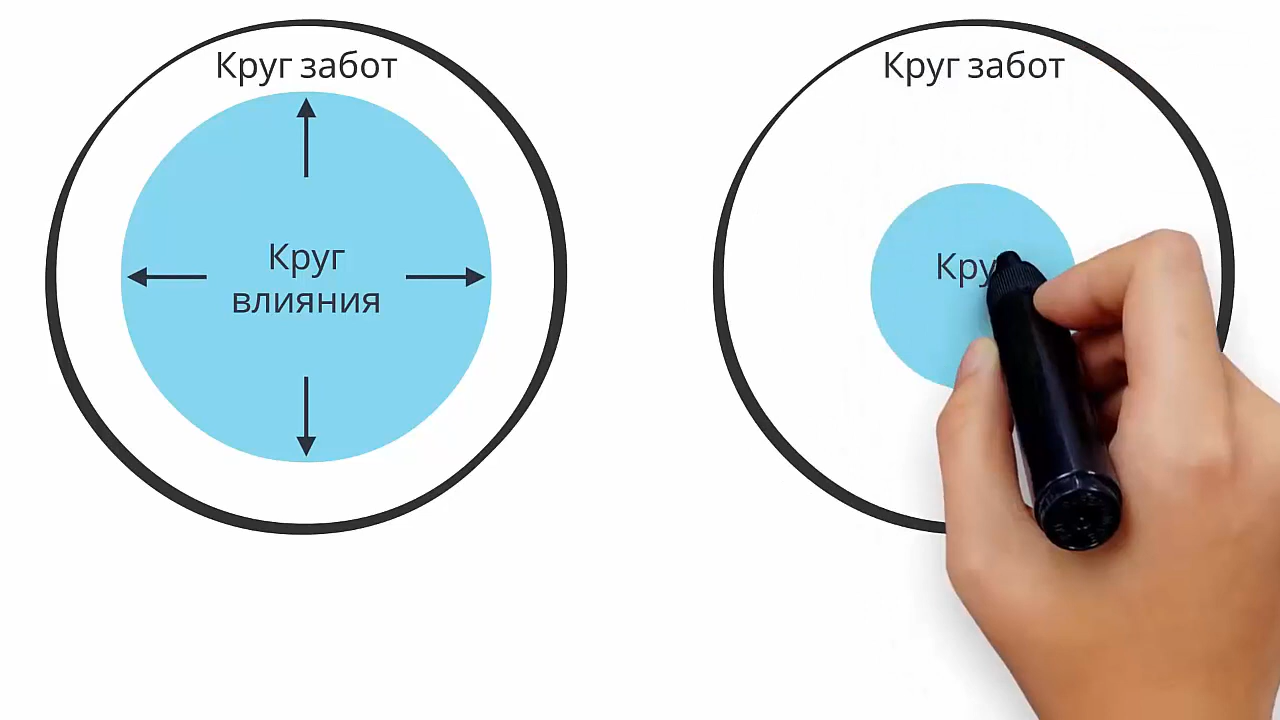 Круг забот
Круг
влияния
Круг забот